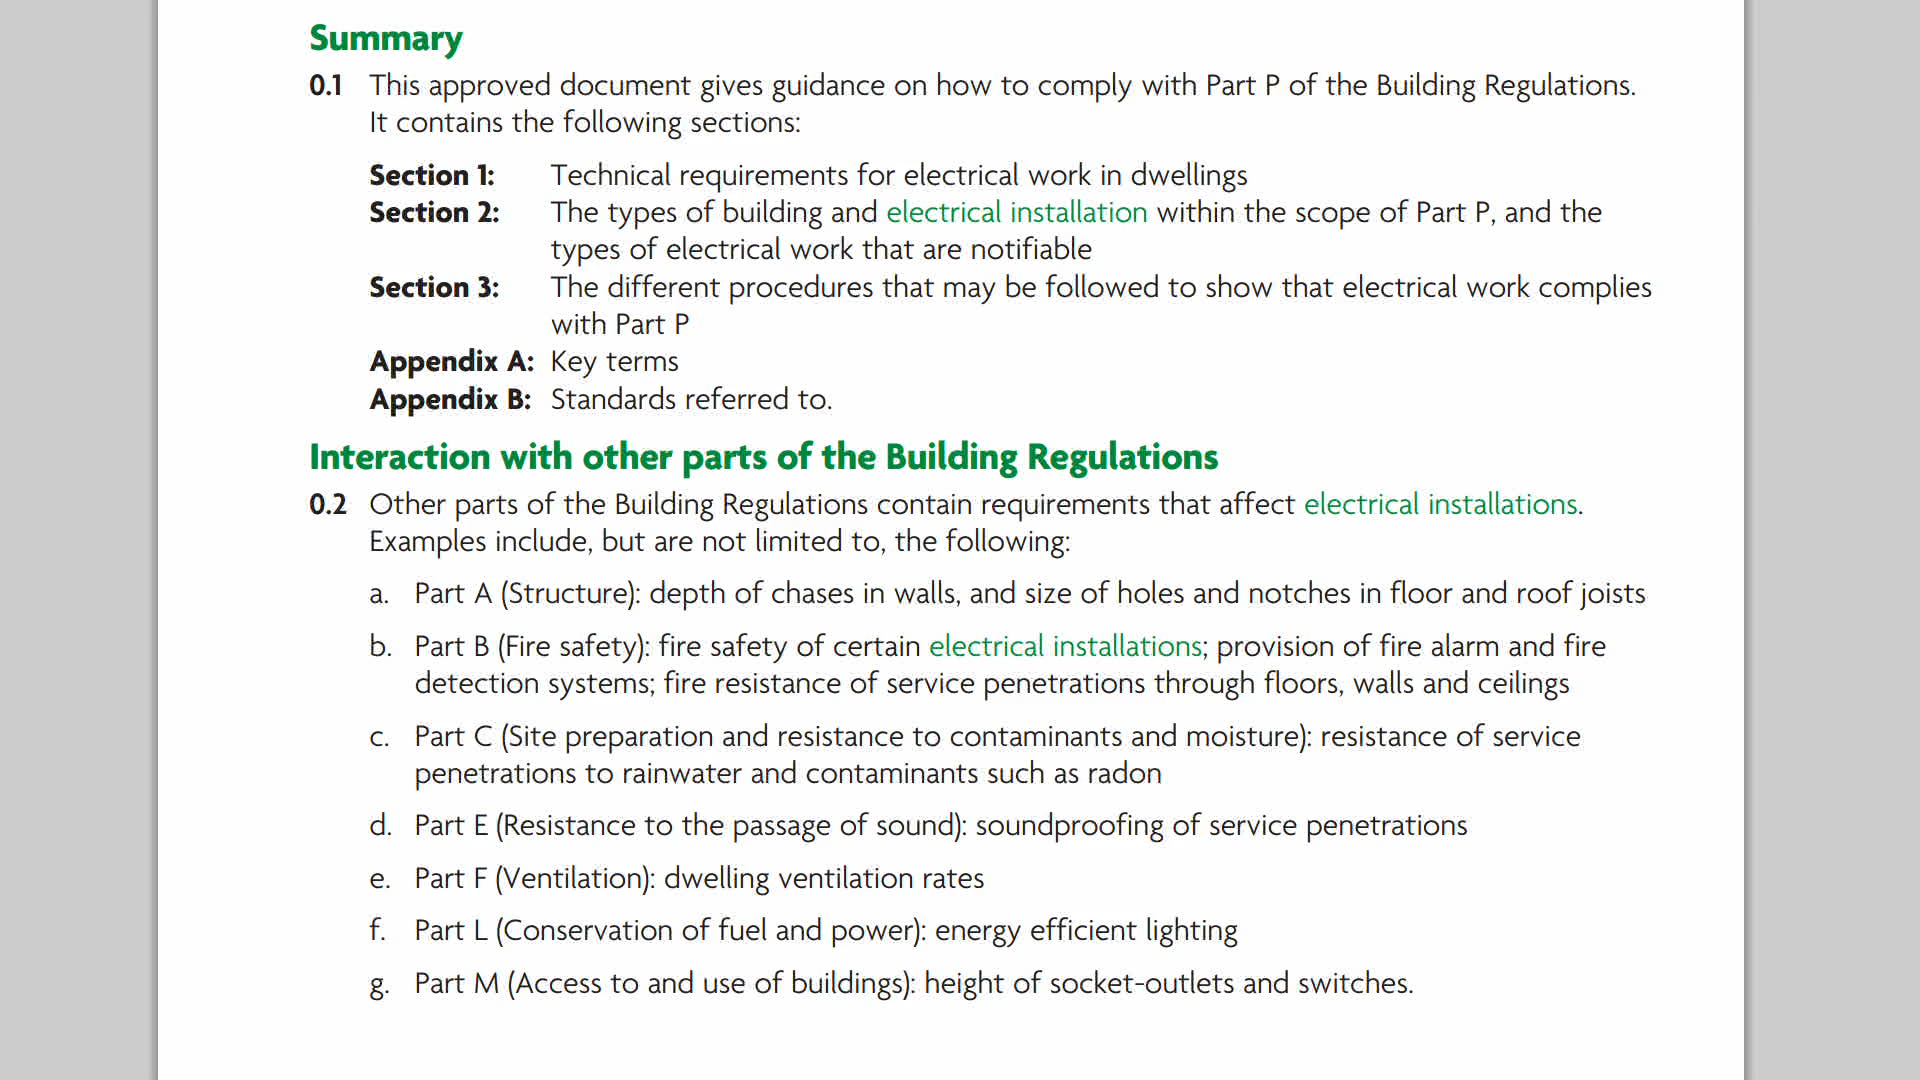 Summary
0.1 This approved document gives guidance on how to comply with Part P of the Building Regulations.
It contains the following sections:
Section 1: Technical requirements for electrical work in dwellings
Section 2: The types of building and electrical installation within the scope of Part P, and the
types of electrical work that are notifiable
Section 3: The different procedures that may be followed to show that electrical work complies
with Part P
Appendix A: Key terms
Appendix B: Standards referred to.
Interaction with other parts of the Building Regulations
0.2 Other parts of the Building Regulations contain requirements that affect electrical installations.
Examples include, but are not limited to, the following:
a. Part A (Structure): depth of chases in walls, and size of holes and notches in floor and roof joists
b. Part B (Fire safety): fire safety of certain electrical installations; provision of fire alarm and fire
detection systems; fire resistance of service penetrations through floors, walls and ceilings
c. Part C (Site preparation and resistance to contaminants and moisture): resistance of service
penetrations to rainwater and contaminants such as radon
d. Part E (Resistance to the passage of sound): soundproofing of service penetrations
e. Part F (Ventilation): dwelling ventilation rates
f. Part L (Conservation of fuel and power): energy efficient lighting
g. Part M (Access to and use of buildings): height of socket-outlets and switches.